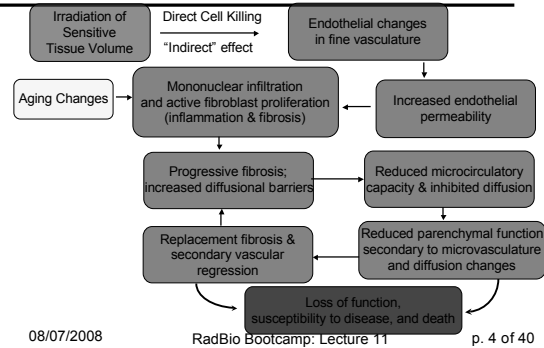 Irradiation of
Sensitive
Tissue Volume
Direct Cell Killing
“Indirect” effect
Endothelial changes
in fine vasculature
Aging Changes
Mononuclear infiltration
and active fibroblast proliferation
(inflammation & fibrosis)
Increased endothelial
permeability
Progressive fibrosis;
increased diffusional barriers
Reduced microcirculatory
capacity & inhibited diffusion
Replacement fibrosis &
secondary vascular
regression
Reduced parenchymal function
secondary to microvasculature
and diffusion changes
Loss of function,
susceptibility to disease, and death
08/07/2008
RadBio Bootcamp: Lecture 11
p. 4 of 40